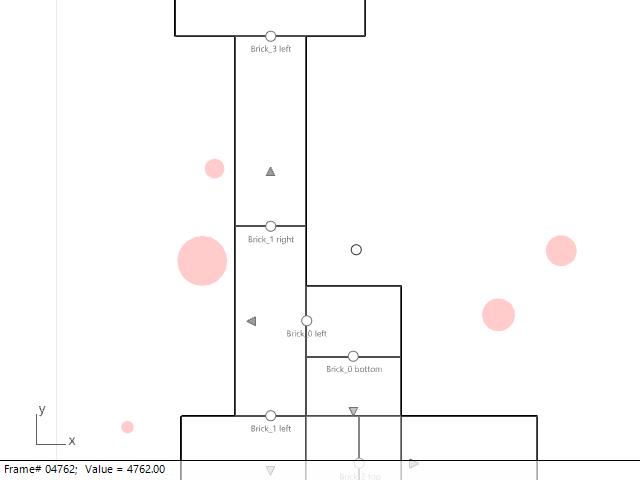 Brick_3 left
Brick_1 right
Brick_0 left
Brick_0 bottom
y
Brick_1 left
x
Frame# 04762; Value = 4762.00
Brick_2 top